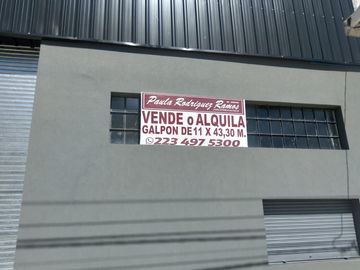 Paula Rodriguez Ramos
VENDE o ALQUILA
GALPON DE 11 X 43,30 M.
223 497 5300